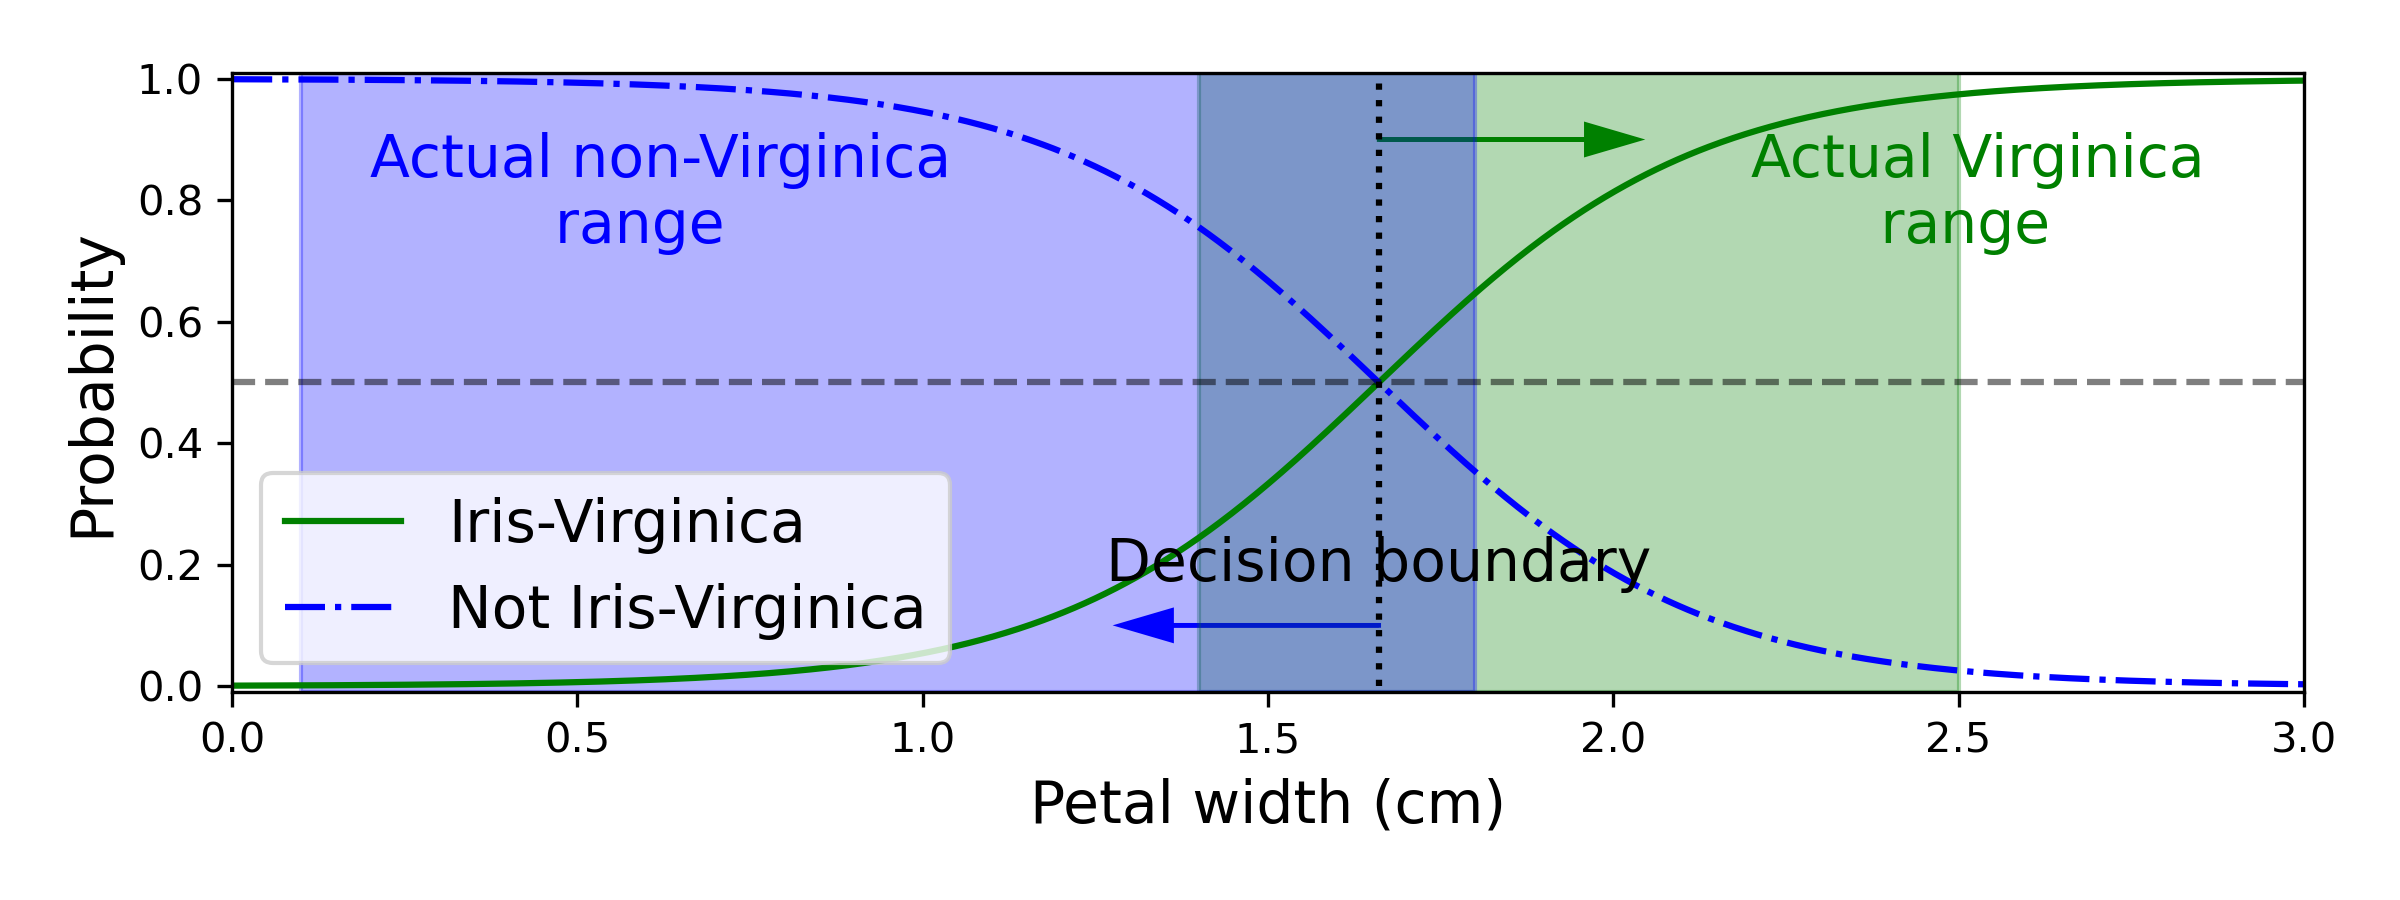 1.0
0.8
0.6
0.4
0.2
0.0
Probability
Actual non-Virginica
range
Actual Virginica
range
Iris-Virginica
Not Iris-Virginica
Decision boundary
0.0 0.5 1.0 1.5 2.0 2.5 3.0
Petal width (cm)